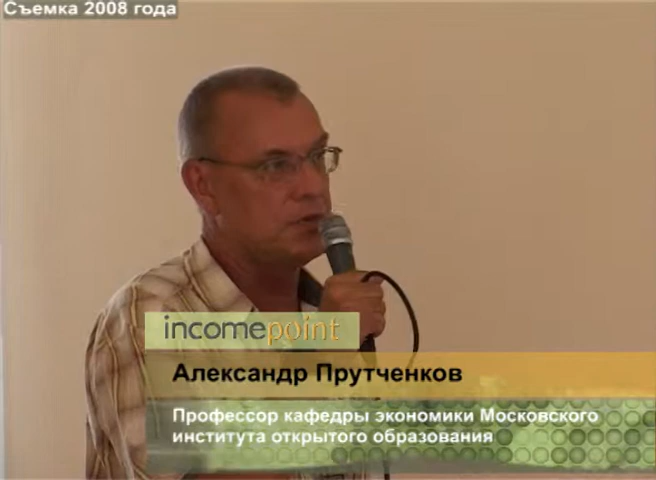 Съемка 2008 года
incomepoint
Александр Прутченков
Профессор кафедры экономики Московского
института открытого образования